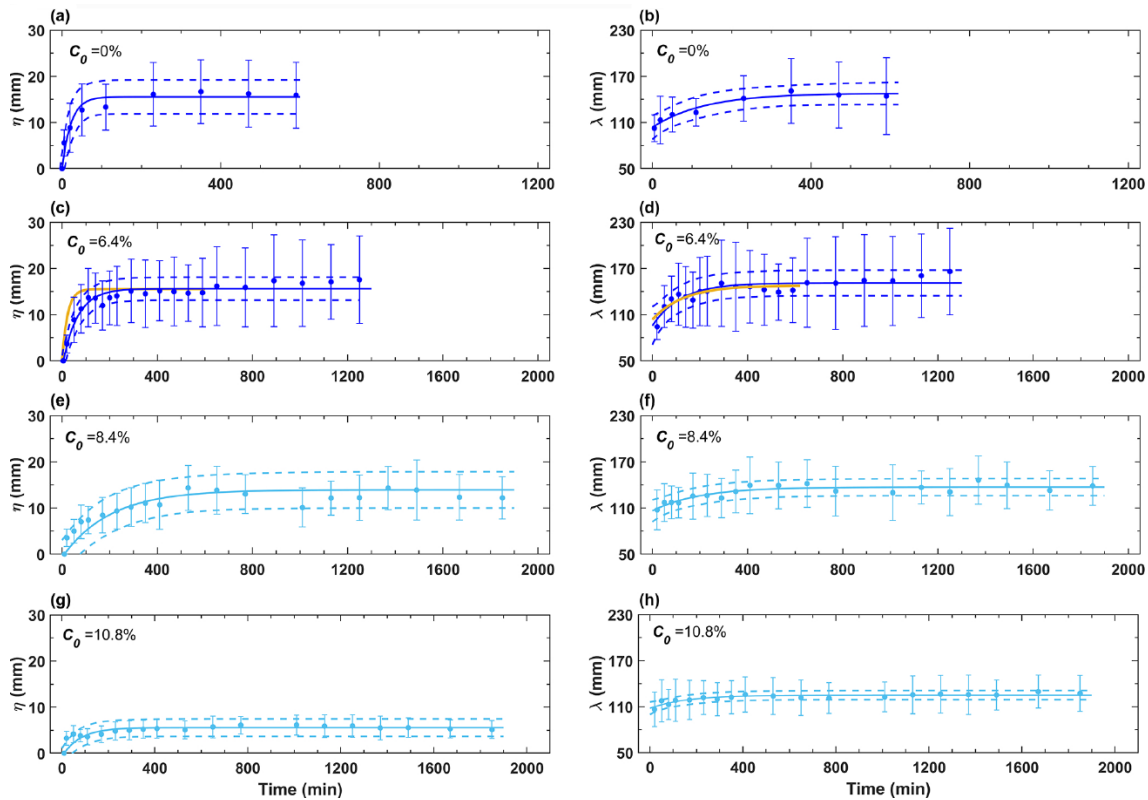 (a)
30
20
10
0
η (mm)
C0 =0%
0 400 800 1200
(b)
230
170
110
50
λ (mm)
C0 =0%
0 400 800 1200
(c)
30
20
10
0
η (mm)
C0 =6.4%
0 400 800 1200 1600 2000
(d)
230
170
110
50
λ (mm)
C0 =6.4%
0 400 800 1200 1600 2000
(e)
30
20
10
0
η (mm)
C0 =8.4%
0 400 800 1200 1600 2000
(f)
230
170
110
50
λ (mm)
C0 =8.4%
0 400 800 1200 1600 2000
(g)
30
20
10
0
η (mm)
C0 =10.8%
0 400 800 1200 1600 2000
Time (min)
(h)
230
170
110
50
λ (mm)
C0 =10.8%
0 400 800 1200 1600 2000
Time (min)